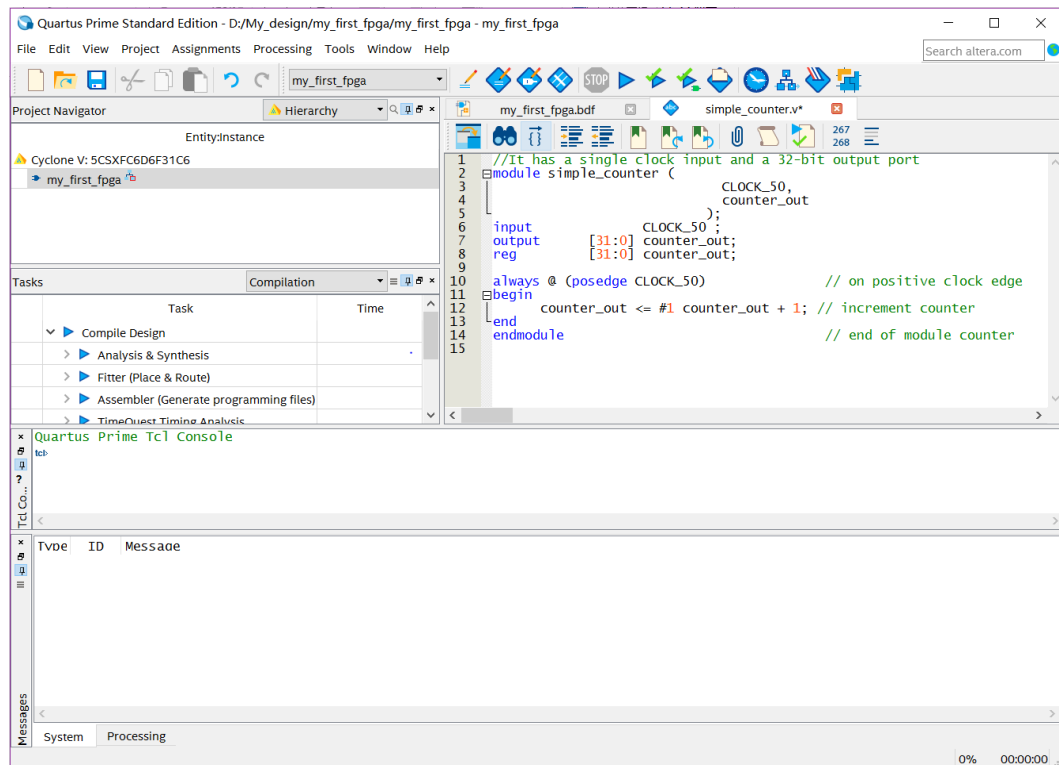 Quartus Prime Standard Edition - D:/My_design/my_first_fpga/my_first_fpga - my_first_fpga
File Edit View Project Assignments Processing Tools Window Help
Search altera.com
my_first_fpga
STOP
Project Navigator
Hierarchy
Entity:Instance
Cyclone V: 5CSXFC6D6F31C6
my_first_fpga
Tasks
Compilation
Task Time
Compile Design
Analysis & Synthesis
Fitter (Place & Route)
Assembler (Generate programming files)
TimeQuest Timing Analysis
my_first_fpga.bdf
abc
simple_counter.v*
267
268
1 //It has a single clock input and a 32-bit output port
2 module simple_counter (
3 CLOCK_50,
4 counter_out
5 );
6 input CLOCK_50 ;
7 output [31:0] counter_out;
8 reg [31:0] counter_out;
9
10 always @ (posedge CLOCK_50) // on positive clock edge
11 begin
12 counter_out <= #1 counter_out + 1; // increment counter
13 end
14 endmodule // end of module counter
15
Quartus Prime Tcl Console
tcl>
Tcl Co...
Type ID Message
Messages
System Processing
0% 00:00:00